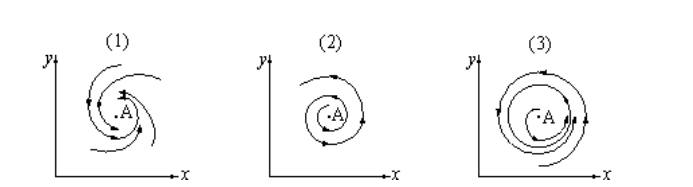 (1) (2) (3)
y y y
A A A
x x x